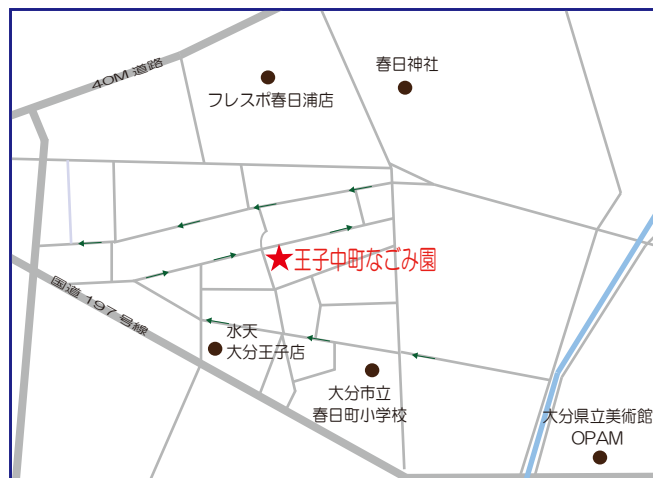 40M 道路
フレスポ春日浦店
春日神社
王子中町なごみ園
国道 197 号線
水天
大分王子店
大分市立
春日町小学校
大分県立美術館
OPAM